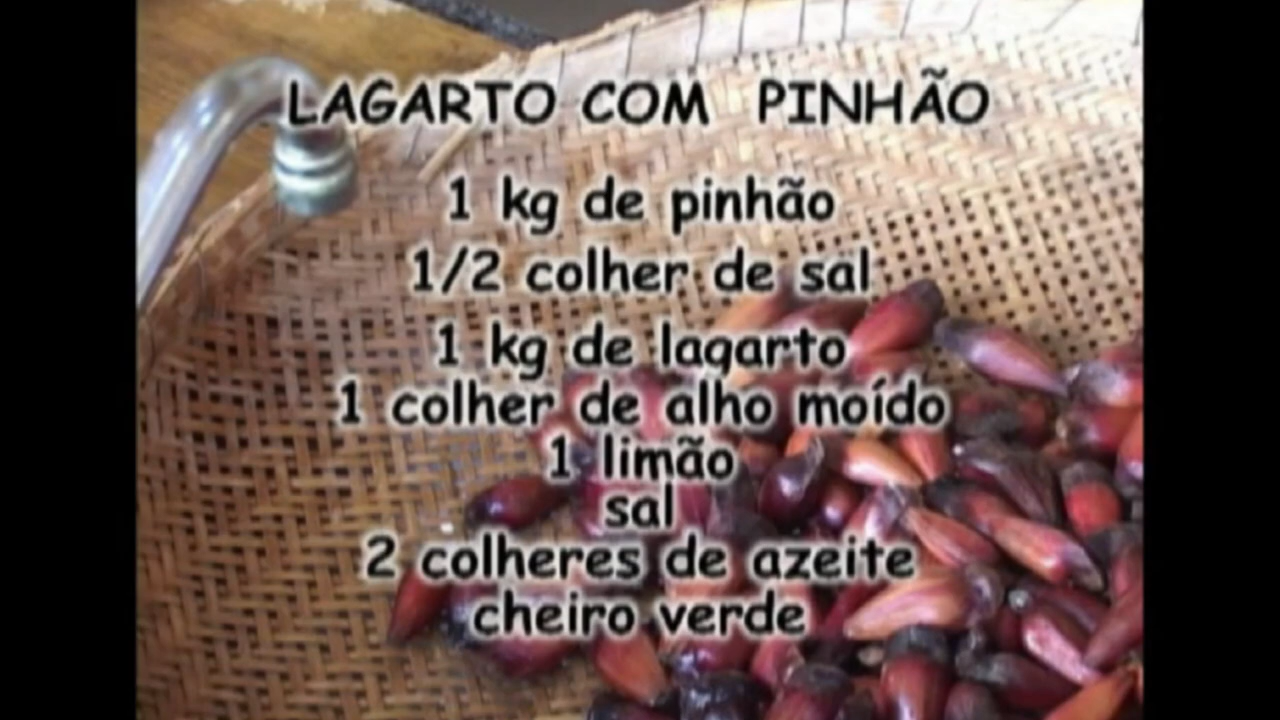 LAGARTO COM PINHÃO
1 kg de pinhão
1/2 colher de sal
1 kg de lagarto
1 colher de alho moído
1 limão
sal
2 colheres de azeite
cheiro verde